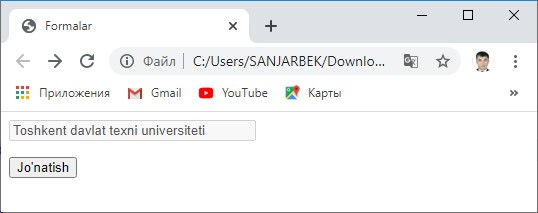 Formalar
Файл C:/Users/SANJARBEK/Downlo...
Приложения Gmail YouTube Карты
Toshkent davlat texni universiteti
Jo'natish